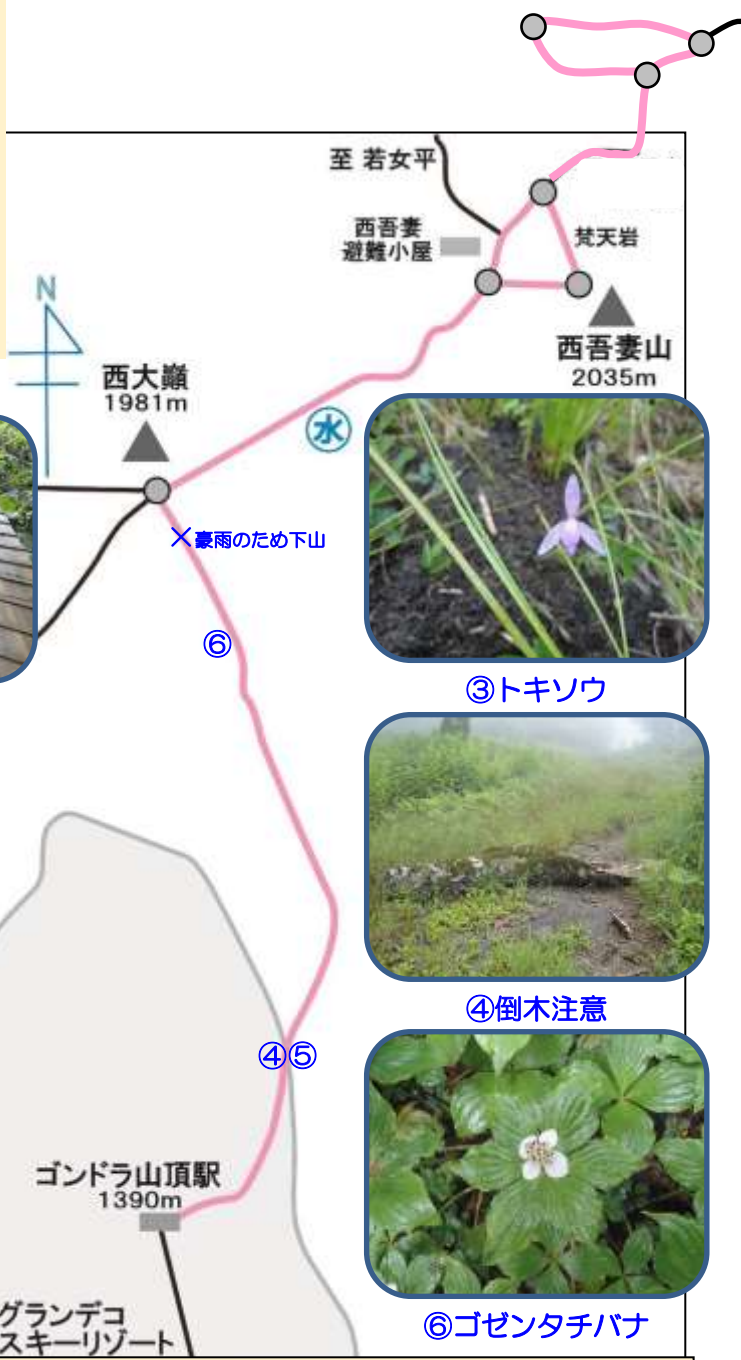 至 若女平
西吾妻
避難小屋
梵天岩
N
西吾妻山
2035m
西大巓
1981m
水
×豪雨のため下山
⑥
③トキソウ
④倒木注意
④⑤
ゴンドラ山頂駅
1390m
⑥ゴゼンタチバナ
グランデコ
スキーリゾート